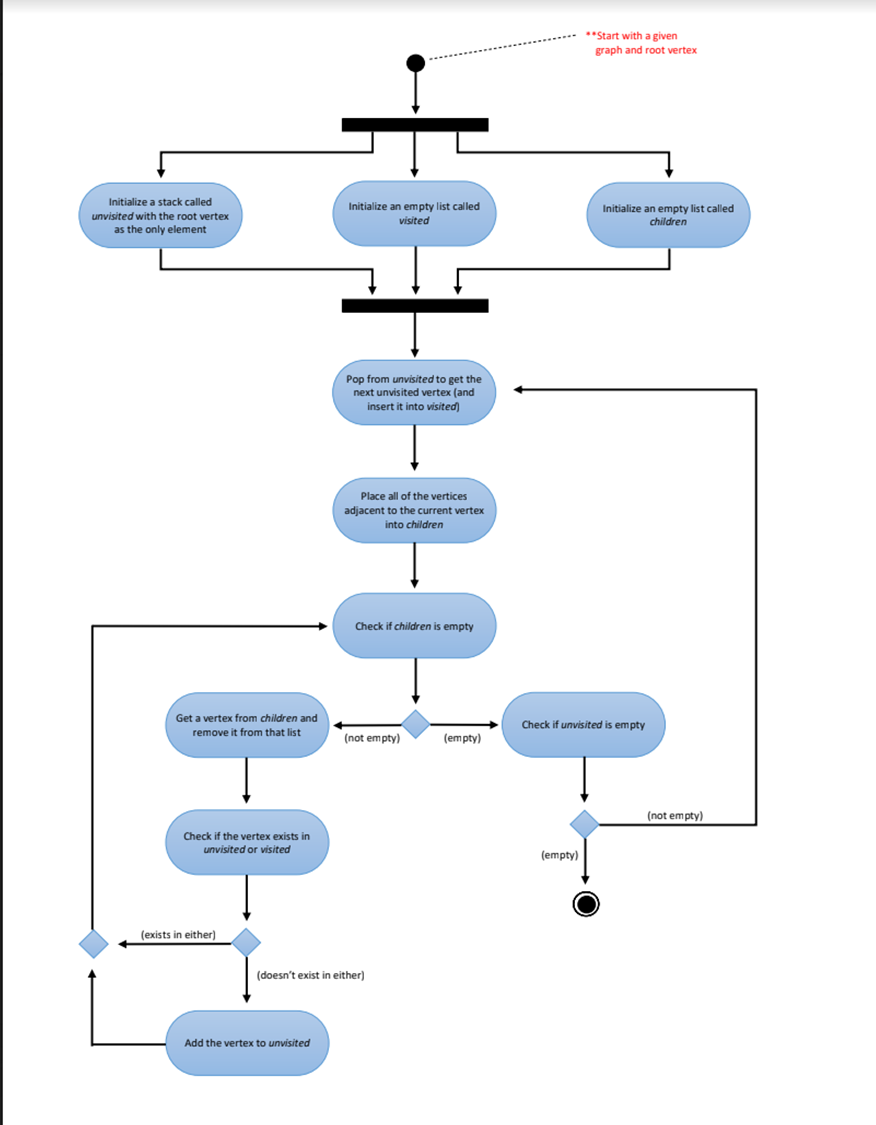 **Start with a given
graph and root vertex
Initialize a stack called
unvisited with the root vertex
as the only element
Initialize an empty list called
visited
Initialize an empty list called
children
Pop from unvisited to get the
next unvisited vertex (and
insert it into visited)
Place all of the vertices
adjacent to the current vertex
into children
Check if children is empty
Get a vertex from children and
remove it from that list
(not empty)
(empty)
Check if unvisited is empty
Check if the vertex exists in
unvisited or visited
(not empty)
(empty)
(exists in either)
(doesn't exist in either)
Add the vertex to unvisited